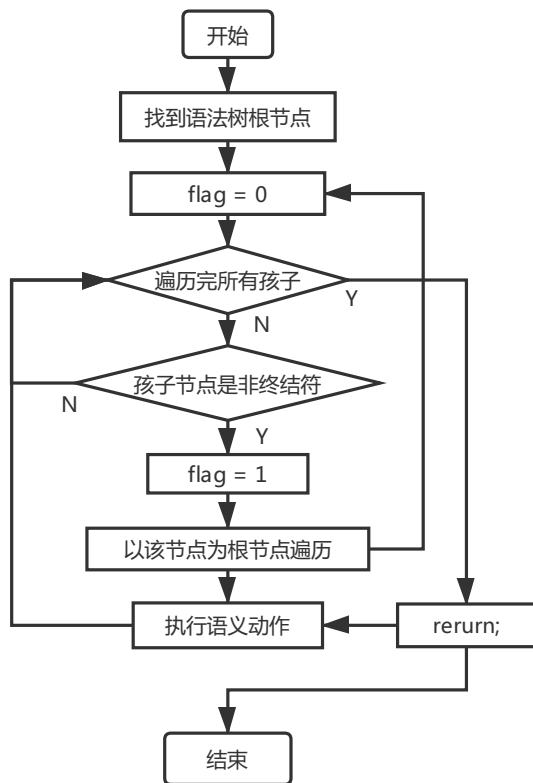 开始
找到语法树根节点
flag = 0
遍历完所有孩子
Y
N
孩子节点是非终结符
N
Y
flag = 1
以该节点为根节点遍历
执行语义动作
rerurn;
结束